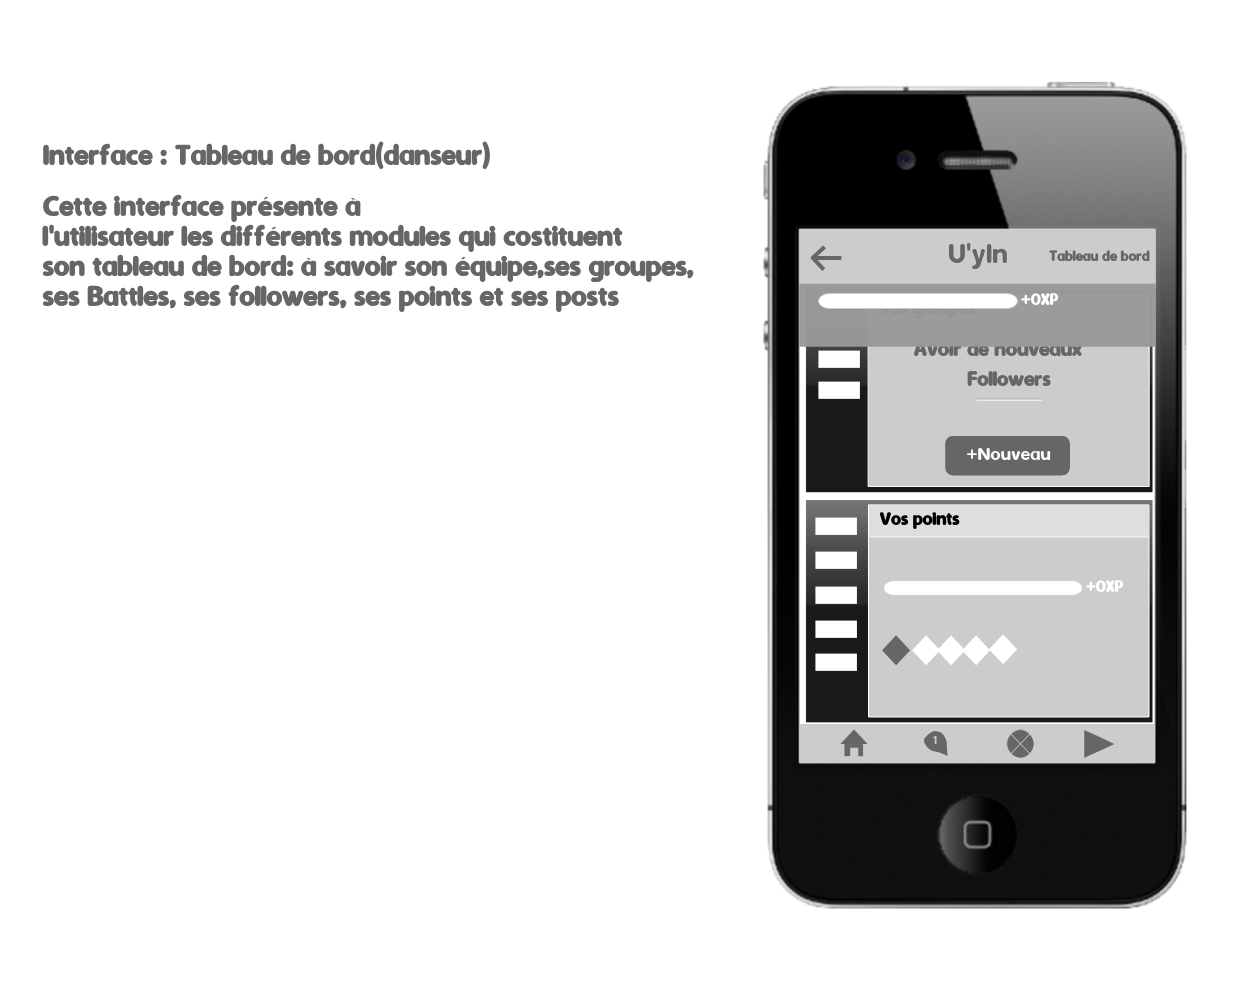 Interface : Tableau de bord(danseur)
Cette interface présente à
l'utilisateur les différents modules qui costituent
son tableau de bord: à savoir son équipe,ses groupes,
ses Battles, ses followers, ses points et ses posts
U'yIn
Tableau de bord
+0XP
Vos groupes
Avoir de nouveaux
Followers
+Nouveau
Vos points
+0XP
1